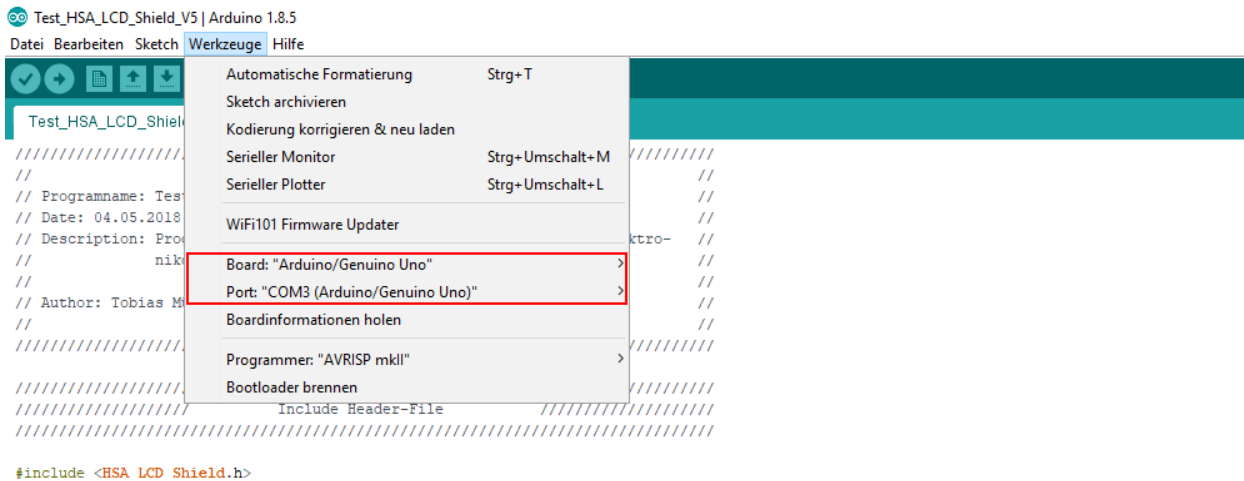 Test_HSA_LCD_Shield_V5 | Arduino 1.8.5
Datei Bearbeiten Sketch Werkzeuge Hilfe
Automatische Formatierung Strg+T
Sketch archivieren
Test_HSA_LCD_Shiel
Kodierung korrigieren & neu laden
//////////////////// Serieller Monitor Strg+Umschalt+M //////////
// Serieller Plotter Strg+Umschalt+L //
// Programname: Tes //
// Date: 04.05.2018 WiFi101 Firmware Updater //
// Description: Pro ktro- //
// nik Board: "Arduino/Genuino Uno" > //
// Port: "COM3 (Arduino/Genuino Uno)" > //
// Author: Tobias M //
// Boardinformationen holen //
//////////////////// //////////
Programmer: "AVRISP mkII" >
//////////////////// Bootloader brennen //////////
//////////////////// Include Header-File ////////////////////
////////////////////////////////////////////////////////////////////////////////
#include <HSA_LCD_Shield.h>